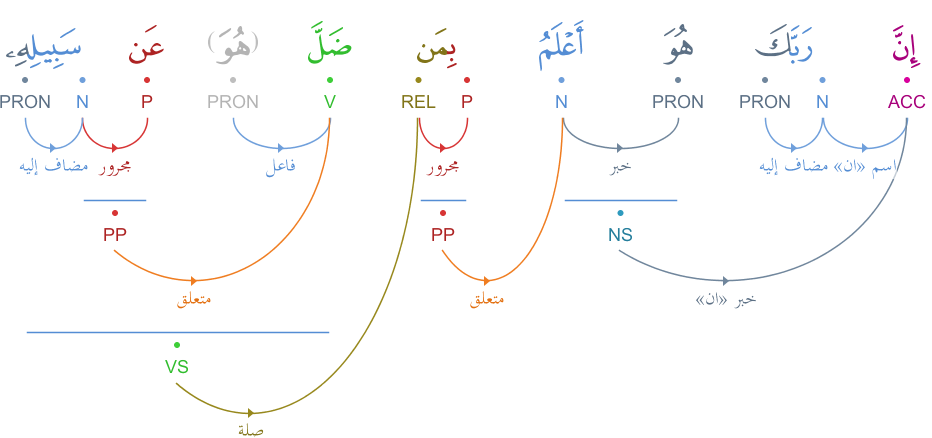 إِنَّ رَبَّكَ هُوَ أَعْلَمُ بِمَن ضَلَّ (هُوَ) عَن سَبِيلِهِۦ
PRON N P PRON V REL P N PRON PRON N ACC
مضاف إليه مجرور فاعل مجرور خبر مضاف إليه اسم «ان»
PP PP NS
متعلق متعلق خبر «ان»
VS
صلة